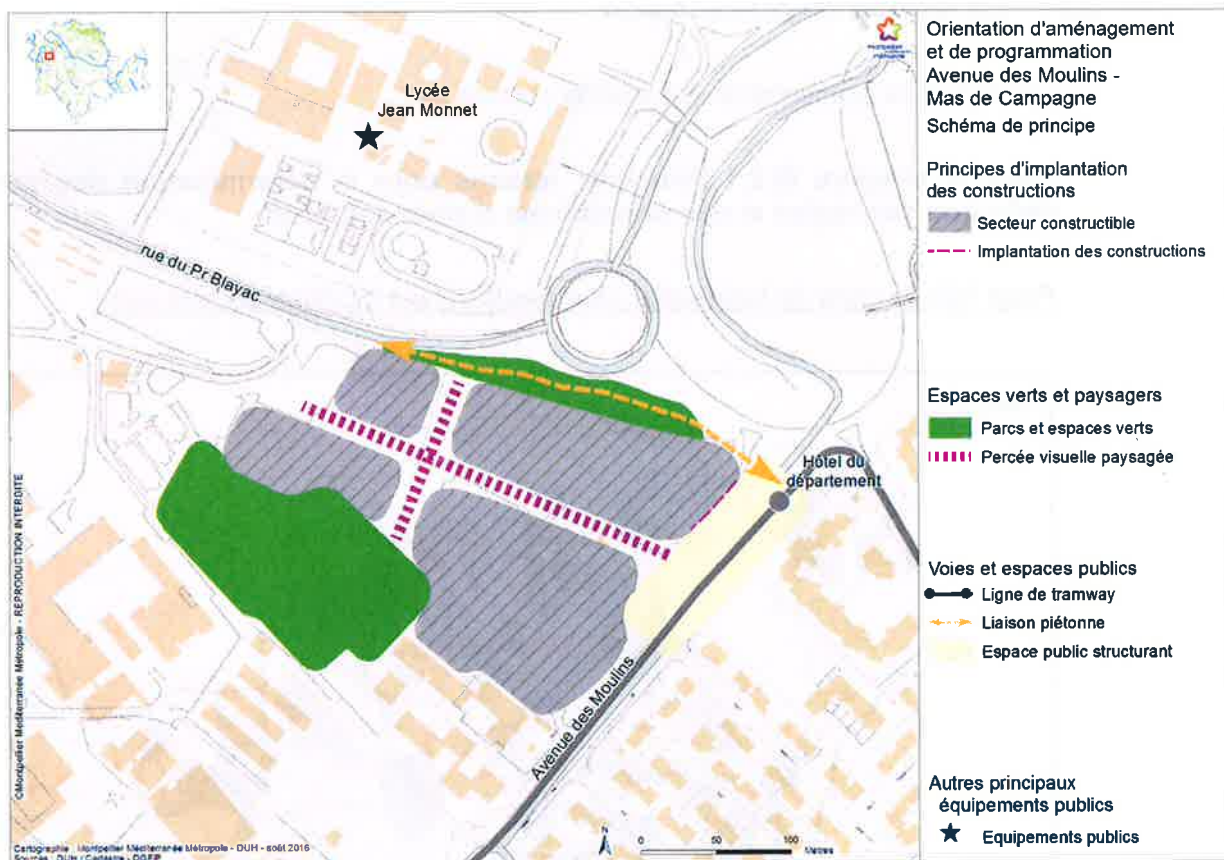 Lycée
Jean Monnet
rue du Pr Blayac
Hôtel du
département
Avenue des Moulins
©Montpellier Méditerranée Métropole - REPRODUCTION INTERDITE
Cartographie : Montpellier Méditerranée Métropole - DUH - août 2016
Sources : DUH / Cadastre - DGFIP
N
0 50 100
Mètres
Orientation d'aménagement
et de programmation
Avenue des Moulins -
Mas de Campagne
Schéma de principe
Principes d'implantation
des constructions
Secteur constructible
Implantation des constructions
Espaces verts et paysagers
Parcs et espaces verts
Percée visuelle paysagée
Voies et espaces publics
Ligne de tramway
Liaison piétonne
Espace public structurant
Autres principaux
équipements publics
Equipements publics